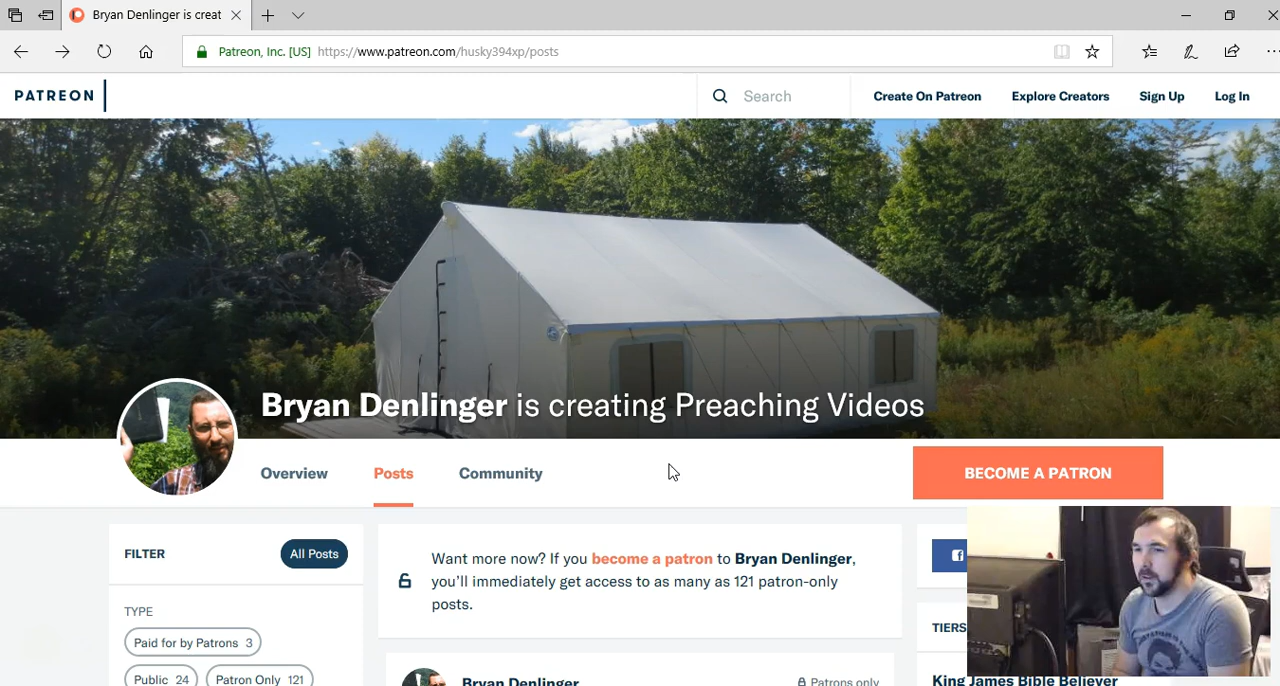 Bryan Denlinger is creat
Patreon, Inc. [US] https://www.patreon.com/husky394xp/posts
PATREON
Search
Create On Patreon
Explore Creators
Sign Up
Log In
Bryan Denlinger is creating Preaching Videos
Overview
Posts
Community
BECOME A PATRON
FILTER
All Posts
TYPE
Paid for by Patrons 3
Public 24
Patron Only 121
Want more now? If you become a patron to Bryan Denlinger,
you'll immediately get access to as many as 121 patron-only
posts.
Bryan Denlinger
Patrons only
TIERS
King James Bible Believer